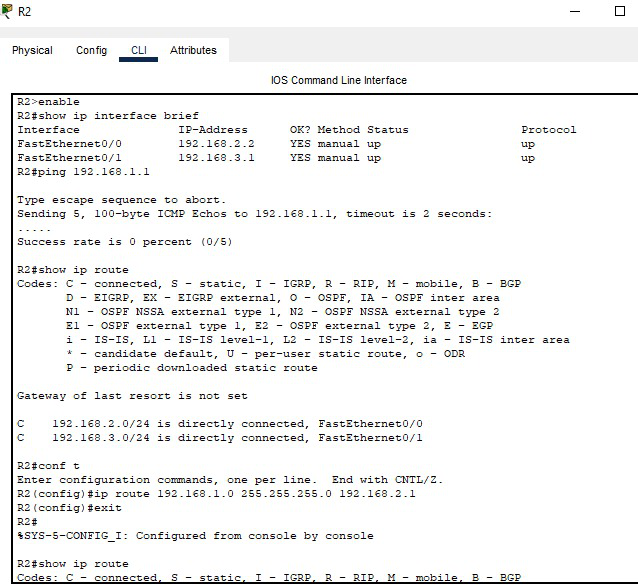 R2
Physical Config CLI Attributes
IOS Command Line Interface
R2>enable
R2#show ip interface brief
Interface IP-Address OK? Method Status Protocol
FastEthernet0/0 192.168.2.2 YES manual up up
FastEthernet0/1 192.168.3.1 YES manual up up
R2#ping 192.168.1.1
Type escape sequence to abort.
Sending 5, 100-byte ICMP Echos to 192.168.1.1, timeout is 2 seconds:
.....
Success rate is 0 percent (0/5)
R2#show ip route
Codes: C - connected, S - static, I - IGRP, R - RIP, M - mobile, B - BGP
D - EIGRP, EX - EIGRP external, O - OSPF, IA - OSPF inter area
N1 - OSPF NSSA external type 1, N2 - OSPF NSSA external type 2
E1 - OSPF external type 1, E2 - OSPF external type 2, E - EGP
i - IS-IS, L1 - IS-IS level-1, L2 - IS-IS level-2, ia - IS-IS inter area
* - candidate default, U - per-user static route, o - ODR
P - periodic downloaded static route
Gateway of last resort is not set
C 192.168.2.0/24 is directly connected, FastEthernet0/0
C 192.168.3.0/24 is directly connected, FastEthernet0/1
R2#conf t
Enter configuration commands, one per line. End with CNTL/Z.
R2(config)#ip route 192.168.1.0 255.255.255.0 192.168.2.1
R2(config)#exit
R2#
%SYS-5-CONFIG_I: Configured from console by console
R2#show ip route
Codes: C - connected, S - static, I - IGRP, R - RIP, M - mobile, B - BGP